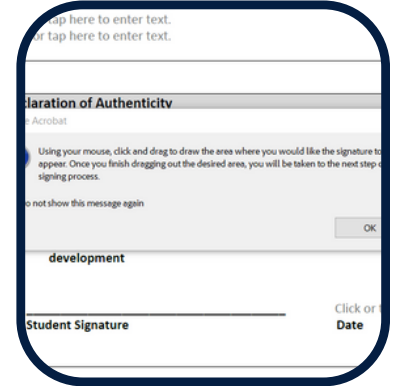 tap here to enter text.
or tap here to enter text.
laration of Authenticity
e Acrobat
Using your mouse, click and drag to draw the area where you would like the signature to
appear. Once you finish dragging out the desired area, you will be taken to the next step o
signing process.
o not show this message again
OK
development
Click or t
Student Signature
Date